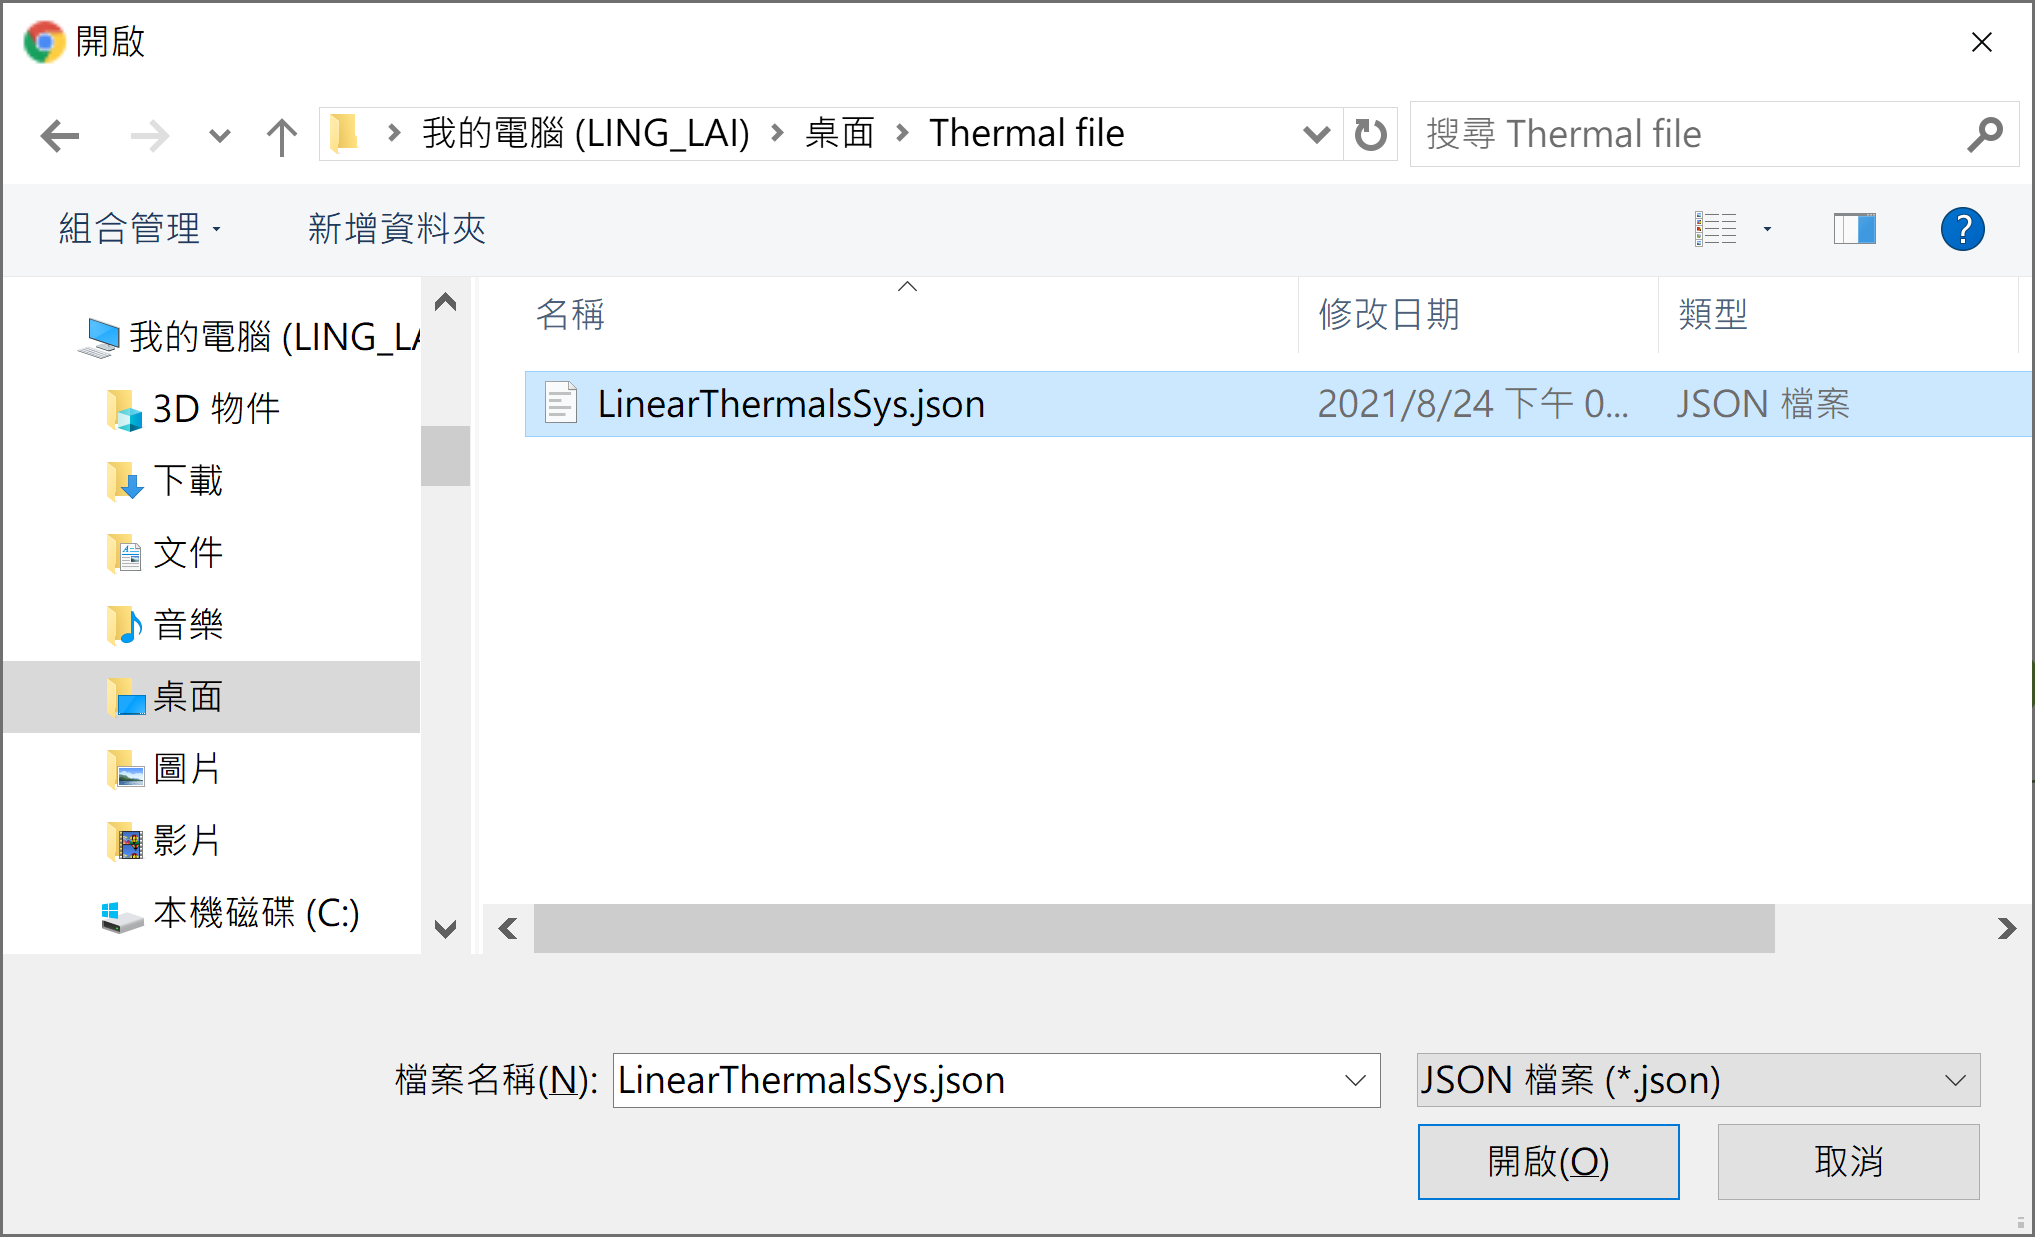 開啟
我的電腦 (LING_LAI) 桌面 Thermal file
搜尋 Thermal file
組合管理
新增資料夾
名稱
修改日期
類型
LinearThermalsSys.json
2021/8/24 下午 0...
JSON 檔案
我的電腦 (LING_LA
3D 物件
下載
文件
音樂
桌面
圖片
影片
本機磁碟 (C:)
檔案名稱(N):
LinearThermalsSys.json
JSON 檔案 (*.json)
開啟(O)
取消